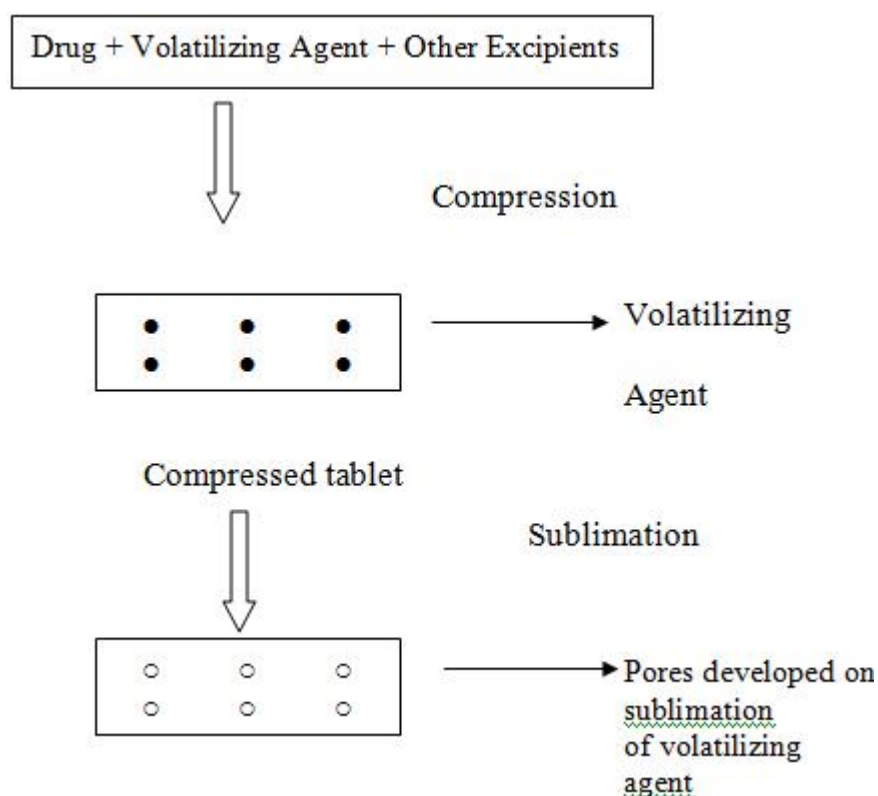 Drug + Volatilizing Agent + Other Excipients
Compression
Volatilizing
Agent
Compressed tablet
Sublimation
Pores developed on
sublimation
of volatilizing
agent